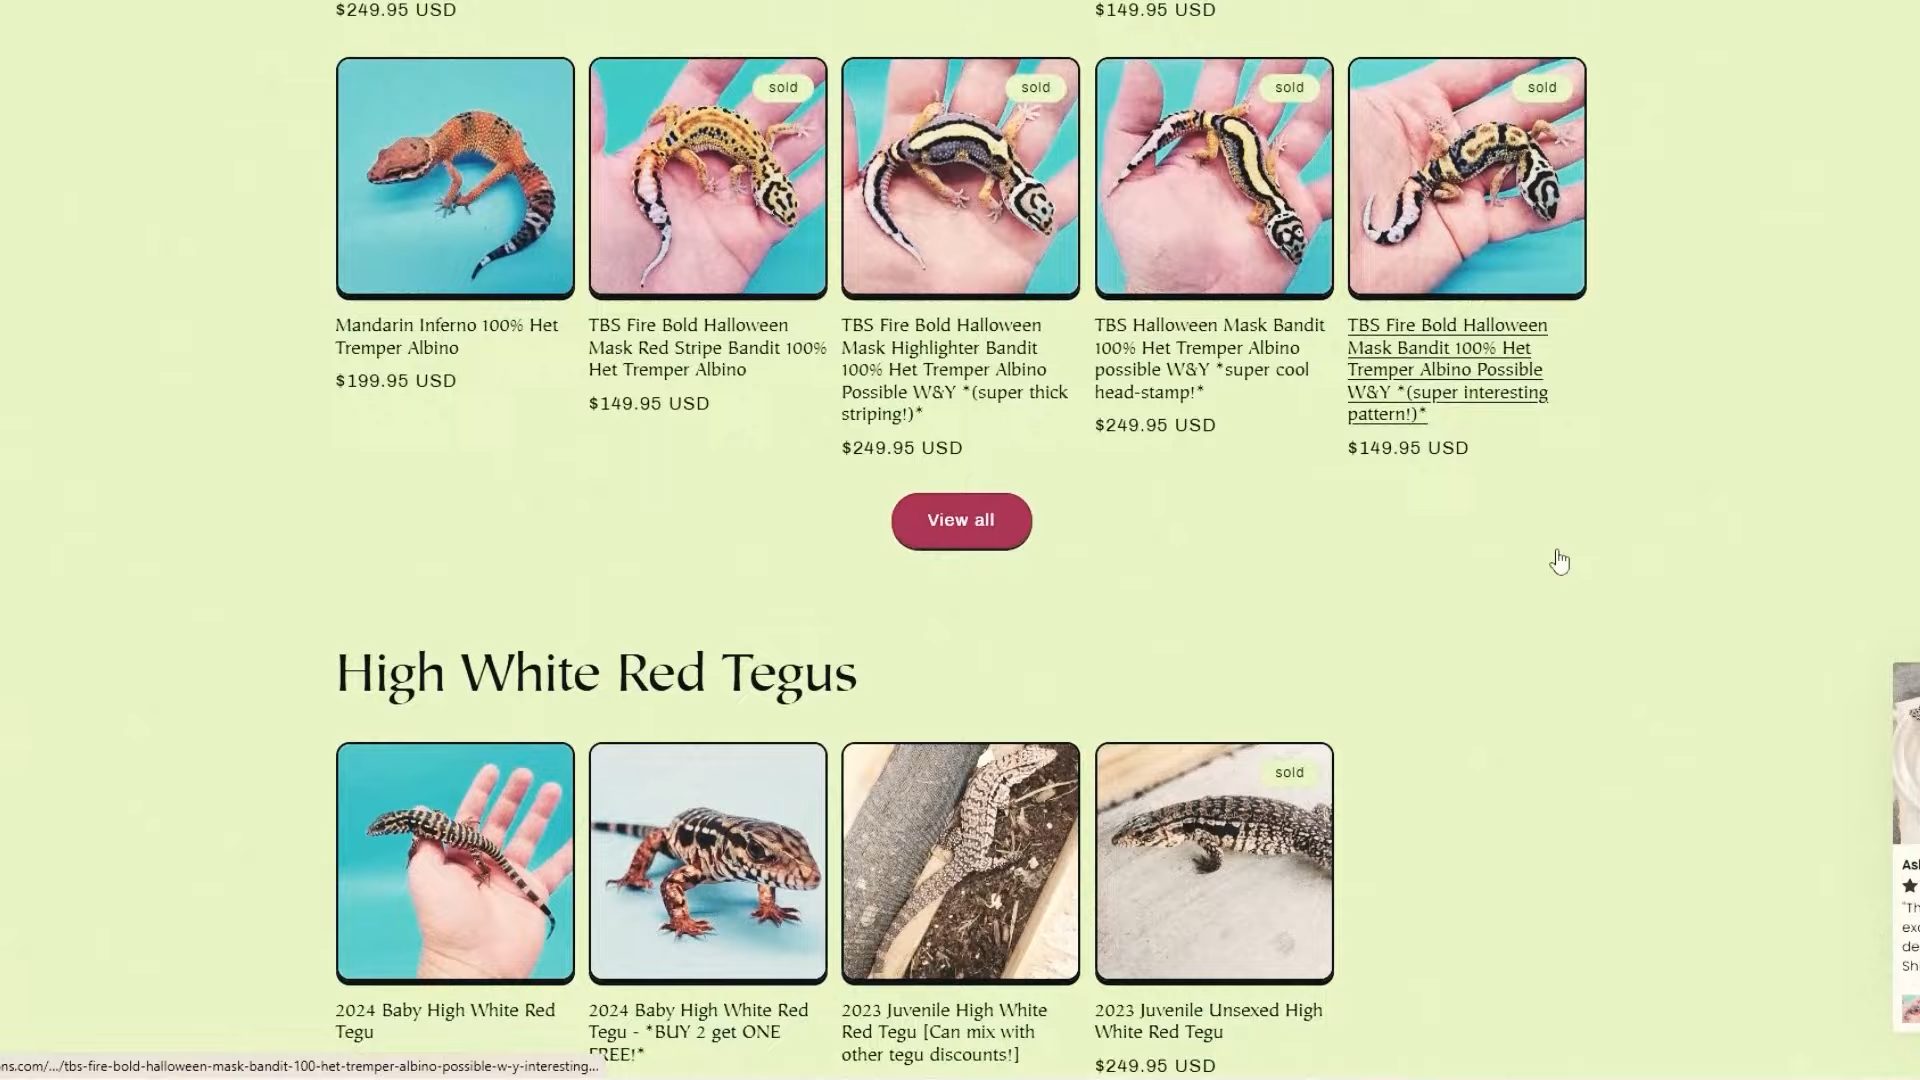 $249.95 USD
$149.95 USD
sold
sold
sold
sold
Mandarin Inferno 100% Het
Tremper Albino
$199.95 USD
TBS Fire Bold Halloween
Mask Red Stripe Bandit 100%
Het Tremper Albino
$149.95 USD
TBS Fire Bold Halloween
Mask Highlighter Bandit
100% Het Tremper Albino
Possible W&Y *(super thick
striping!)*
$249.95 USD
TBS Halloween Mask Bandit
100% Het Tremper Albino
possible W&Y *super cool
head-stamp!*
$249.95 USD
TBS Fire Bold Halloween
Mask Bandit 100% Het
Tremper Albino Possible
W&Y *(super interesting
pattern!)*
$149.95 USD
View all
High White Red Tegus
sold
2024 Baby High White Red
Tegu
2024 Baby High White Red
Tegu - *BUY 2 get ONE
FREE!*
2023 Juvenile High White
Red Tegu [Can mix with
other tegu discounts!]
2023 Juvenile Unsexed High
White Red Tegu
$249.95 USD
ns.com/.../tbs-fire-bold-halloween-mask-bandit-100-het-tremper-albino-possible-w-y-interesting...